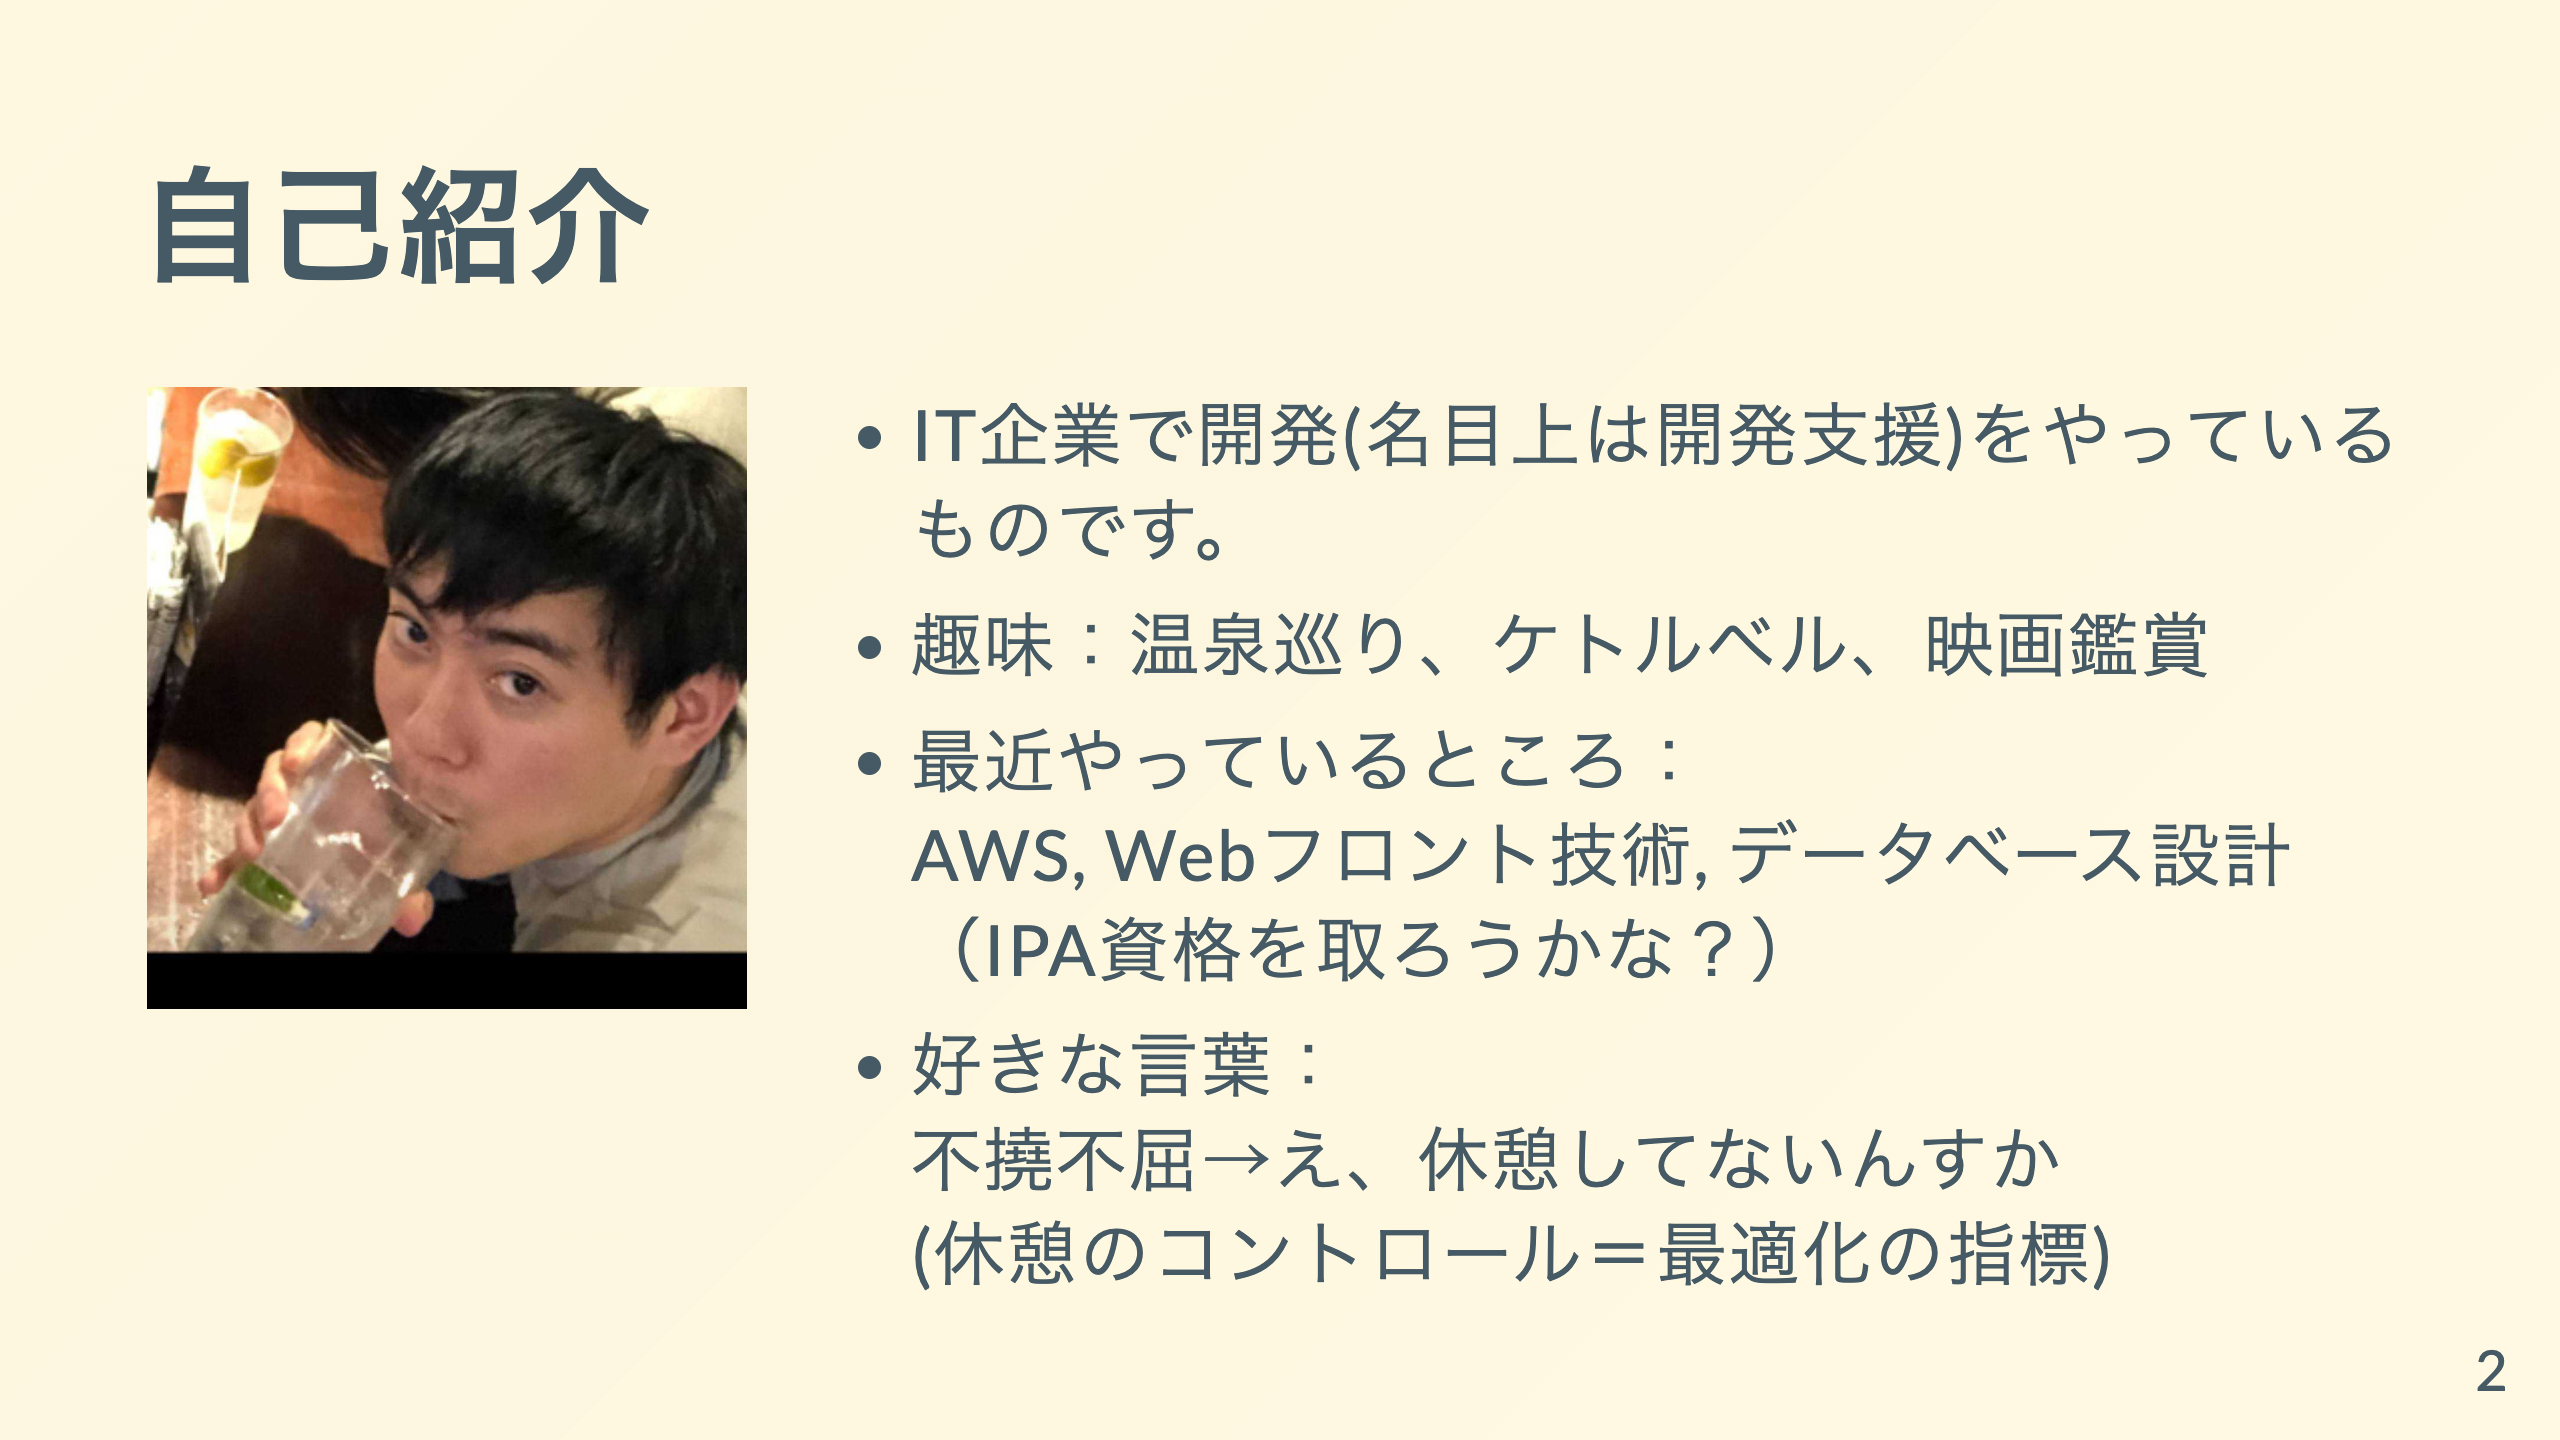 自己紹介
• IT企業で開発(名目上は開発支援)をやっている
ものです。
• 趣味：温泉巡り、ケトルベル、映画鑑賞
• 最近やっているところ：
AWS, Webフロント技術, データベース設計
（IPA資格を取ろうかな？）
• 好きな言葉：
不撓不屈→え、休憩してないんすか
(休憩のコントロール＝最適化の指標)
2